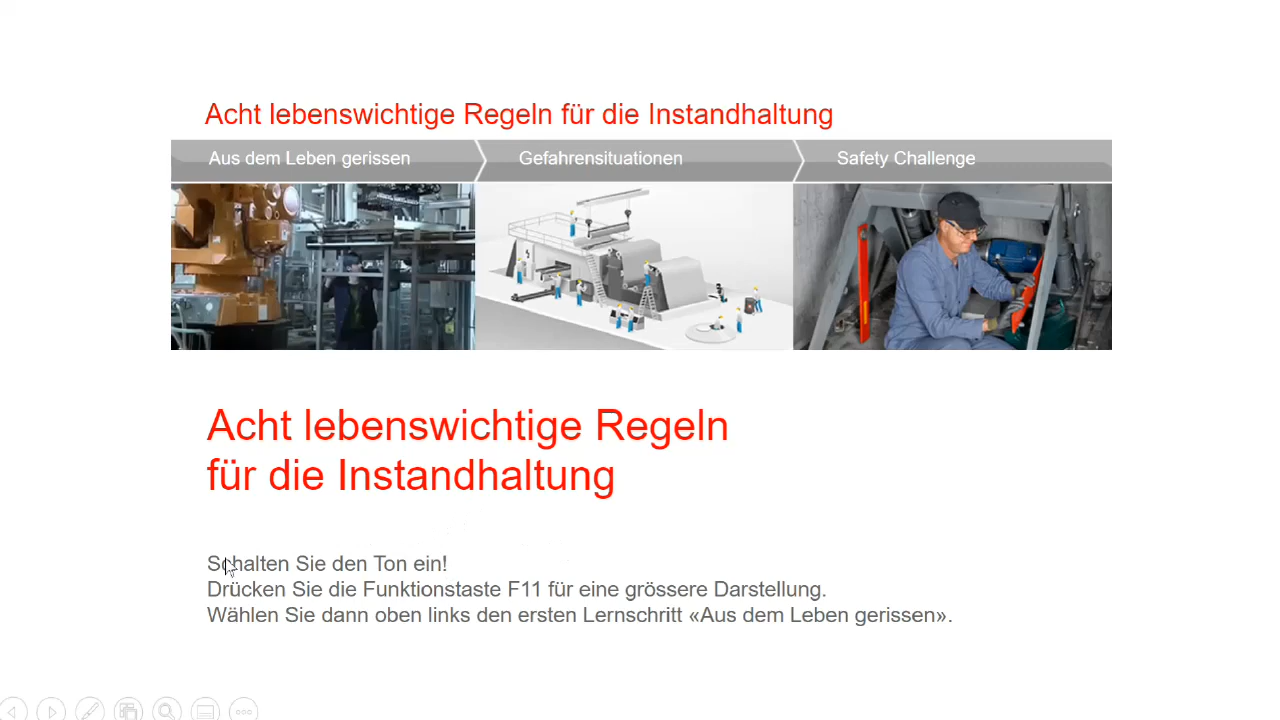 Acht lebenswichtige Regeln für die Instandhaltung
Aus dem Leben gerissen
Gefahrensituationen
Safety Challenge
Acht lebenswichtige Regeln
für die Instandhaltung
Schalten Sie den Ton ein!
Drücken Sie die Funktionstaste F11 für eine grössere Darstellung.
Wählen Sie dann oben links den ersten Lernschritt «Aus dem Leben gerissen».